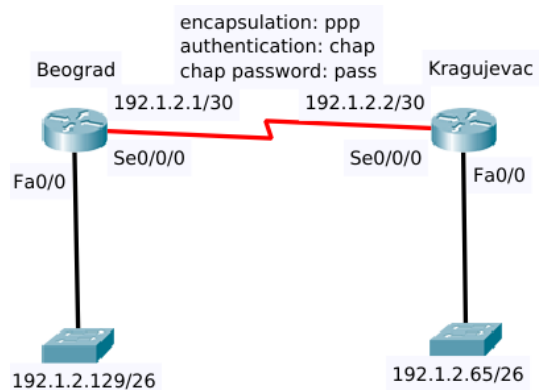 encapsulation: ppp
authentication: chap
chap password: pass
Beograd
Kragujevac
192.1.2.1/30
192.1.2.2/30
Se0/0/0
Se0/0/0
Fa0/0
Fa0/0
192.1.2.129/26
192.1.2.65/26